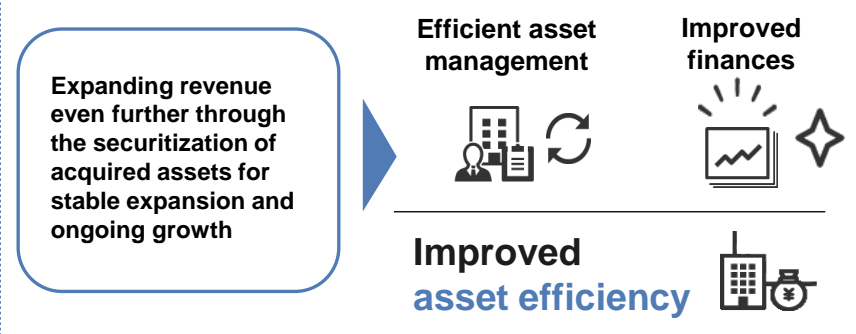 Expanding revenue
even further through
the securitization of
acquired assets for
stable expansion and
ongoing growth
Efficient asset
management
Improved
finances
Improved
asset efficiency
¥